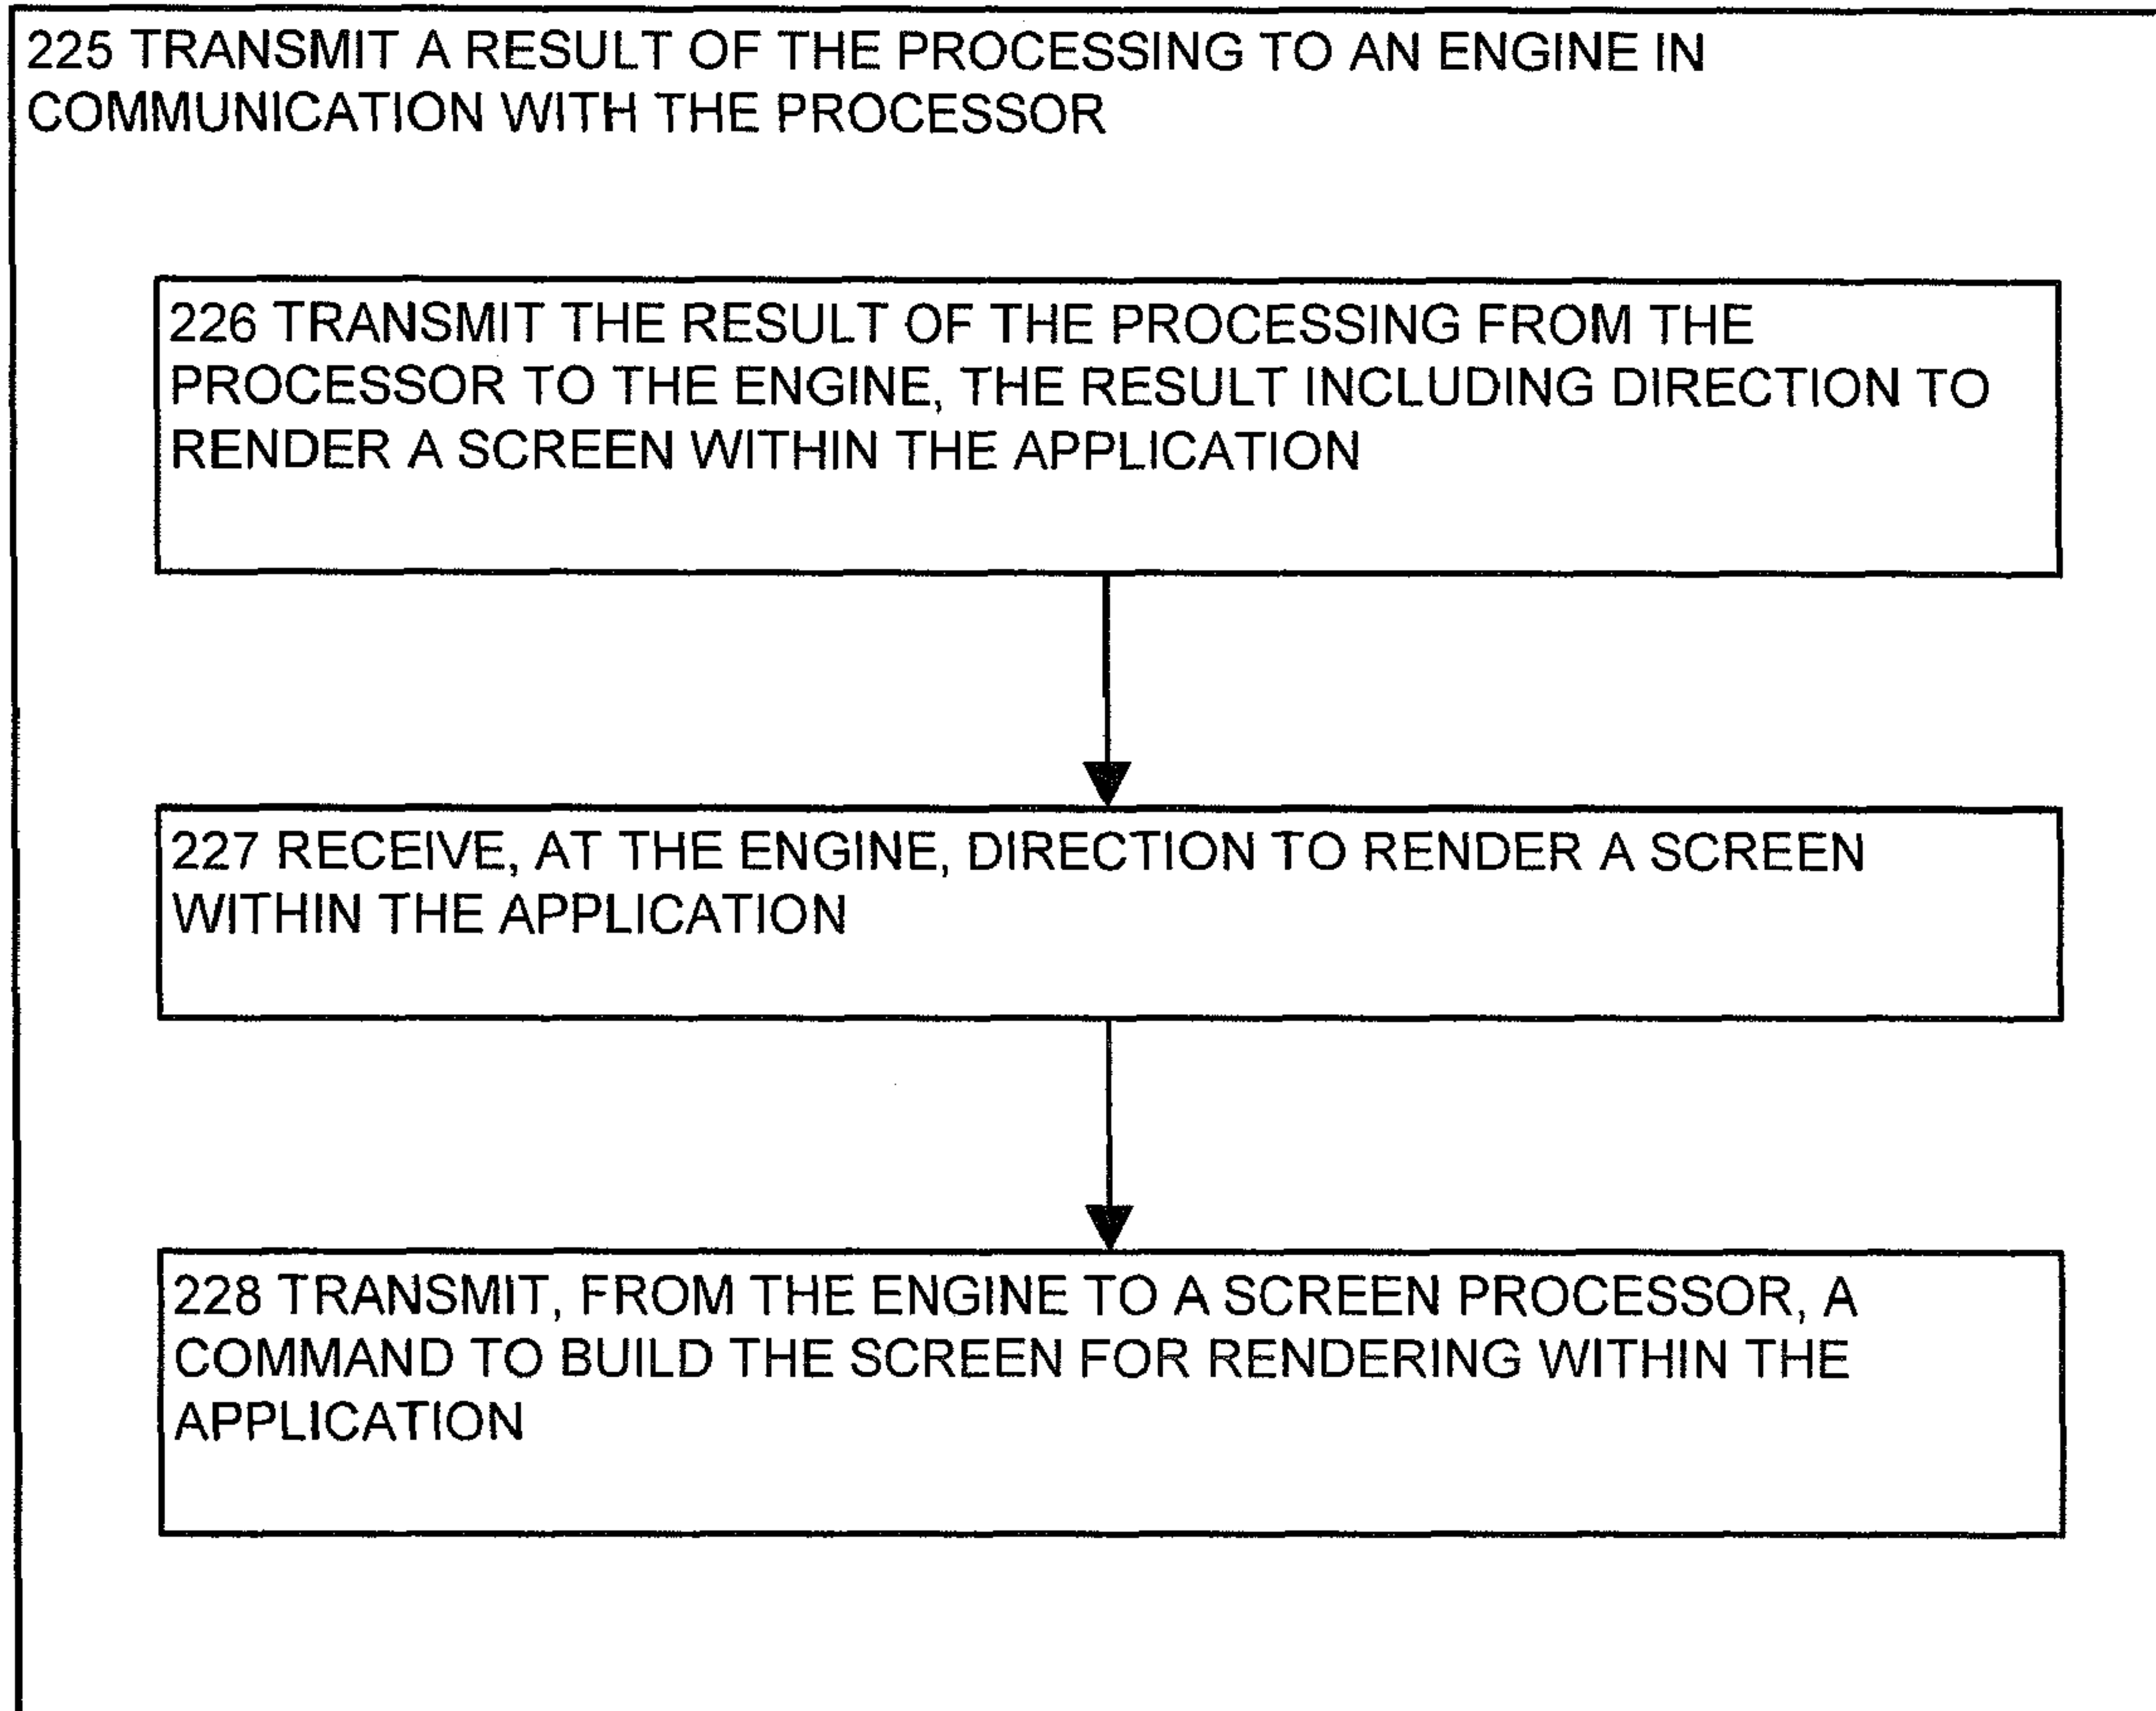 225 TRANSMIT A RESULT OF THE PROCESSING TO AN ENGINE IN
COMMUNICATION WITH THE PROCESSOR
226 TRANSMIT THE RESULT OF THE PROCESSING FROM THE
PROCESSOR TO THE ENGINE, THE RESULT INCLUDING DIRECTION TO
RENDER A SCREEN WITHIN THE APPLICATION
227 RECEIVE, AT THE ENGINE, DIRECTION TO RENDER A SCREEN
WITHIN THE APPLICATION
228 TRANSMIT, FROM THE ENGINE TO A SCREEN PROCESSOR, A
COMMAND TO BUILD THE SCREEN FOR RENDERING WITHIN THE
APPLICATION